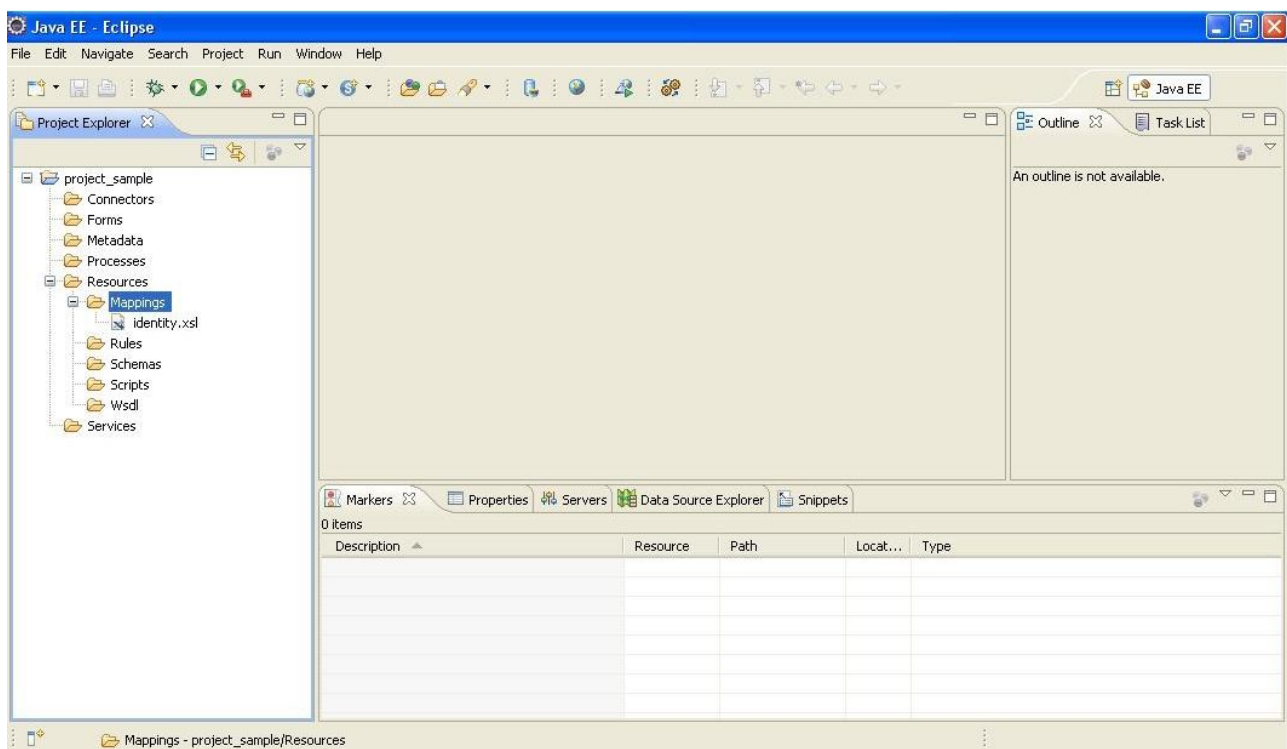 Java EE - Eclipse
File Edit Navigate Search Project Run Window Help
Java EE
Project Explorer
project_sample
Connectors
Forms
Metadata
Processes
Resources
Mappings
identity.xsl
Rules
Schemas
Scripts
Wsdl
Services
Outline Task List
An outline is not available.
Markers Properties Servers Data Source Explorer Snippets
0 items
Description Resource Path Locat... Type
Mappings - project_sample/Resources